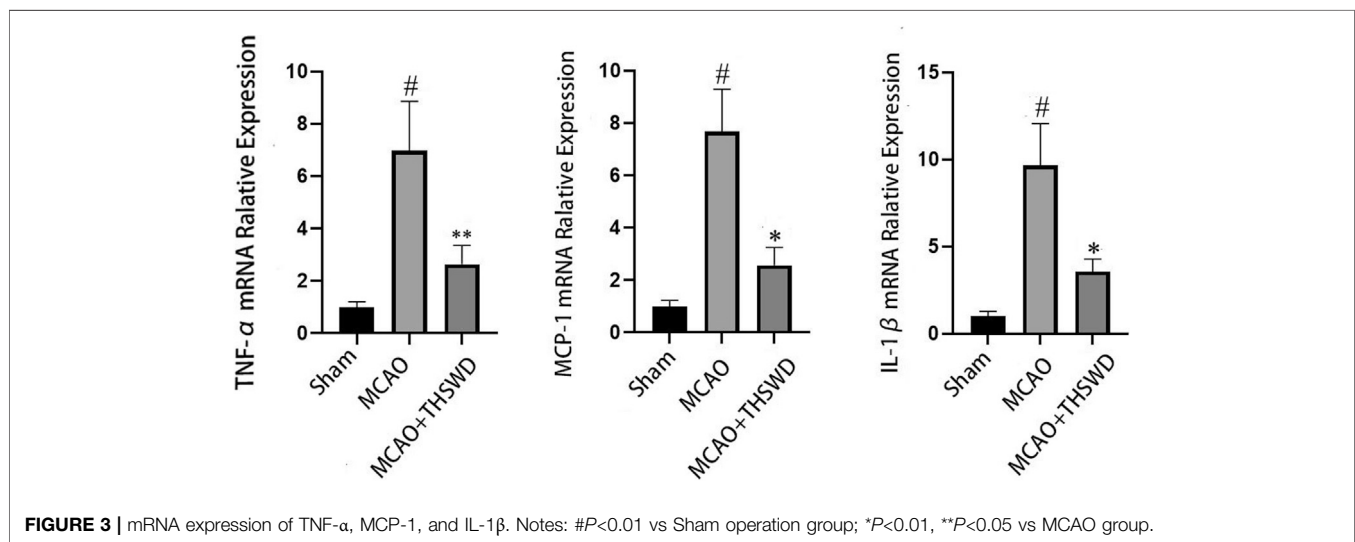 TNF-α mRNA Ralative Expression
10
8
6
4
2
0
#
**
Sham
MCAO
MCAO+THSWD
MCP-1 mRNA Ralative Expression
10
8
6
4
2
0
#
*
Sham
MCAO
MCAO+THSWD
IL-1β mRNA Ralative Expression
15
10
5
0
#
*
Sham
MCAO
MCAO+THSWD
FIGURE 3 | mRNA expression of TNF-α, MCP-1, and IL-1β. Notes: #P<0.01 vs Sham operation group; *P<0.01, **P<0.05 vs MCAO group.